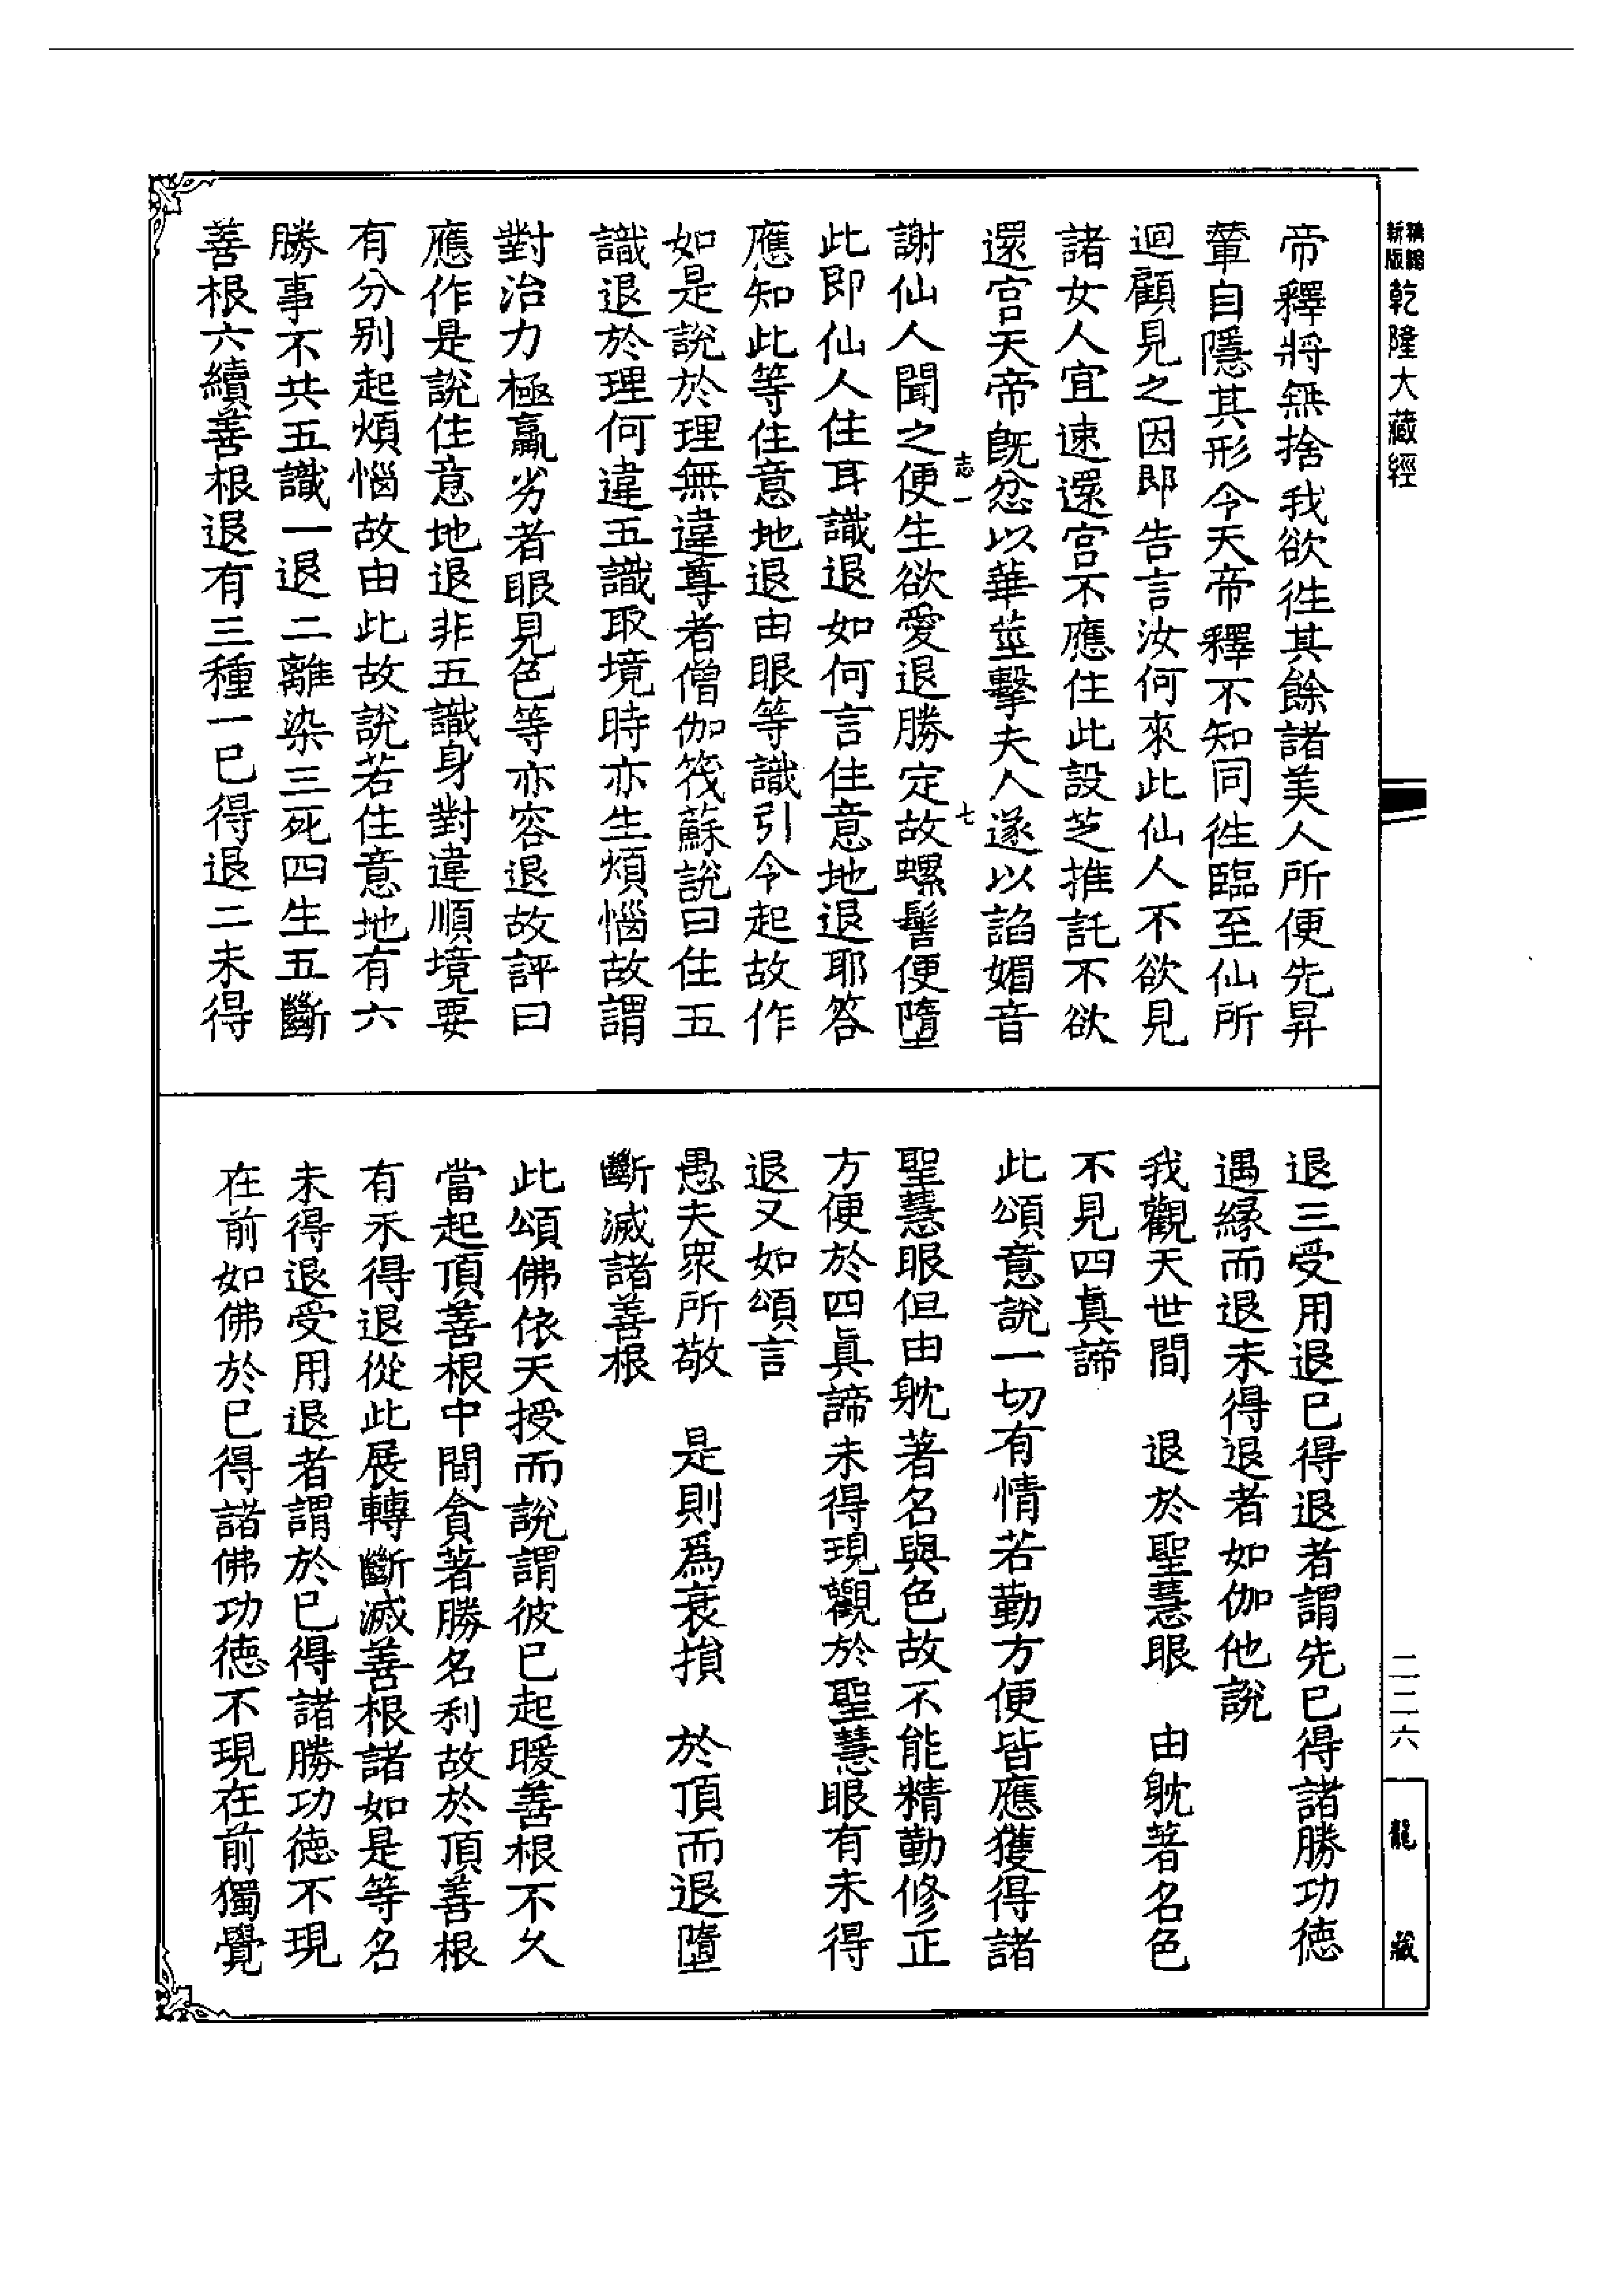 精縮
新版
乾隆大藏經
帝釋將無捨我欲徃其餘諸美人所便先昇
輦自隱其形令天帝釋不知同徃臨至仙所
迴顧見之因即告言汝何來此仙人不欲見
諸女人宜速還宫不應住此設芝推託不欲
還宫天帝旣忿以華莖擊夫人遂以諂媚音
志一
七
謝仙人聞之便生欲愛退勝定故螺髻便墮
此即仙人住耳識退如何言住意地退耶答
應知此等住意地退由眼等識引令起故作
如是說於理無違尊者僧伽筏蘇説曰住五
識退於理何違五識取境時亦生煩惱故謂
對治力極羸劣者眼見色等亦容退故評曰
應作是説住意地退非五識身對違順境要
有分别起煩惱故由此故説若住意地有六
勝事不共五識一退二離染三死四生五斷
善根六續善根退有三種一已得退二未得
退三受用退已得退者謂先已得諸勝功德
遇緣而退未得退者如伽他說
我觀天世間　退於聖慧眼　由躭著名色
不見四眞諦
此頌意說一切有情若勤方便皆應獲得諸
聖慧眼但由躭著名與色故不能精勤修正
方便於四眞諦未得現觀於聖慧眼有未得
退又如頌言
愚夫衆所敬　是則爲衰損　於頂而退墮
斷滅諸善根
此頌佛依天授而説謂彼已起暖善根不久
當起頂善根中間貪著勝名利故於頂善根
有未得退從此展轉斷滅善根諸如是等名
未得退受用退者謂於已得諸勝功德不現
在前如佛於已得諸佛功德不現在前獨覺
二二六
龍藏